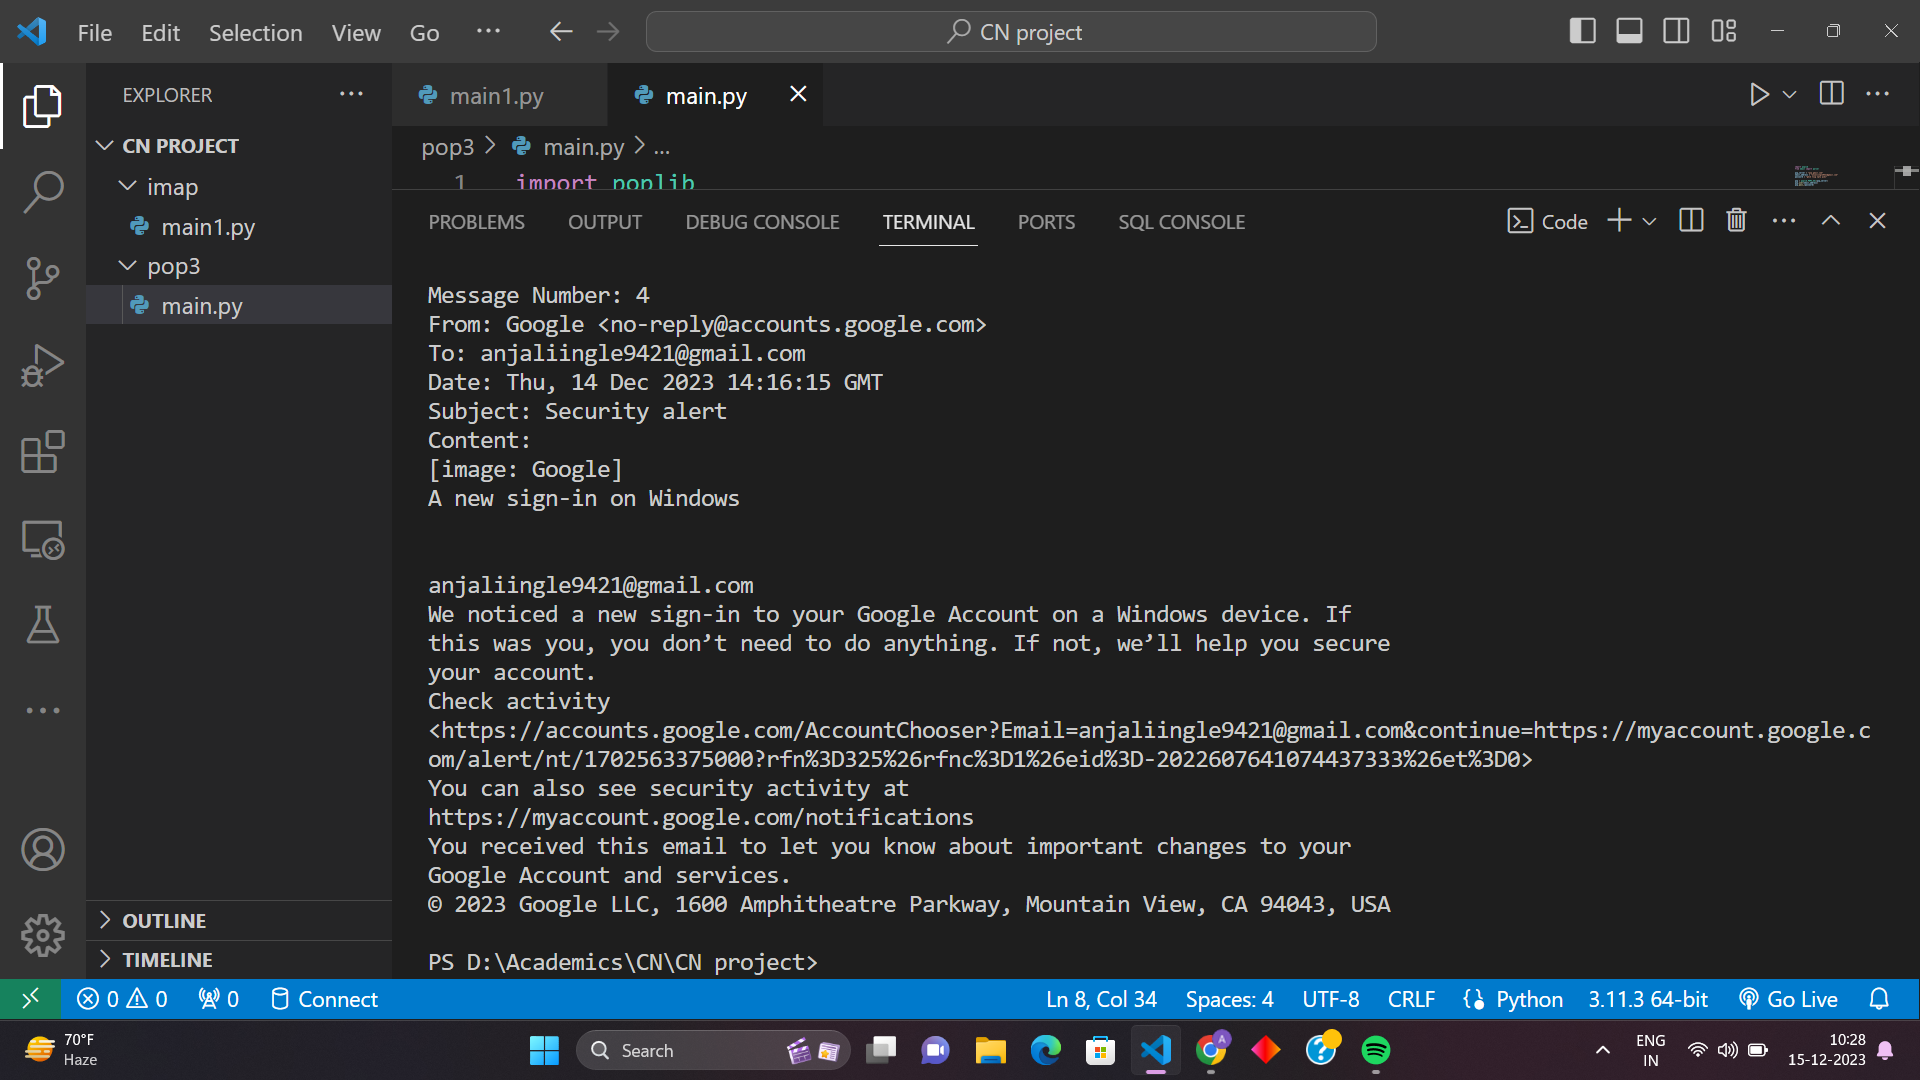 File Edit Selection View Go ... CN project
EXPLORER ...
main1.py main.py
CN PROJECT
imap
main1.py
pop3
main.py
pop3 > main.py > ...
1 import poplib
PROBLEMS OUTPUT DEBUG CONSOLE TERMINAL PORTS SQL CONSOLE Code
Message Number: 4
From: Google <no-reply@accounts.google.com>
To: anjaliingle9421@gmail.com
Date: Thu, 14 Dec 2023 14:16:15 GMT
Subject: Security alert
Content:
[image: Google]
A new sign-in on Windows
anjaliingle9421@gmail.com
We noticed a new sign-in to your Google Account on a Windows device. If
this was you, you don’t need to do anything. If not, we’ll help you secure
your account.
Check activity
<https://accounts.google.com/AccountChooser?Email=anjaliingle9421@gmail.com&continue=https://myaccount.google.c
om/alert/nt/1702563375000?rfn%3D325%26rfnc%3D1%26eid%3D-2022607641074437333%26et%3D0>
You can also see security activity at
https://myaccount.google.com/notifications
You received this email to let you know about important changes to your
Google Account and services.
© 2023 Google LLC, 1600 Amphitheatre Parkway, Mountain View, CA 94043, USA
PS D:\Academics\CN\CN project>
OUTLINE
TIMELINE
0 0 0 Connect Ln 8, Col 34 Spaces: 4 UTF-8 CRLF Python 3.11.3 64-bit Go Live
70°F
Haze
Search
A
ENG
IN
10:28
15-12-2023